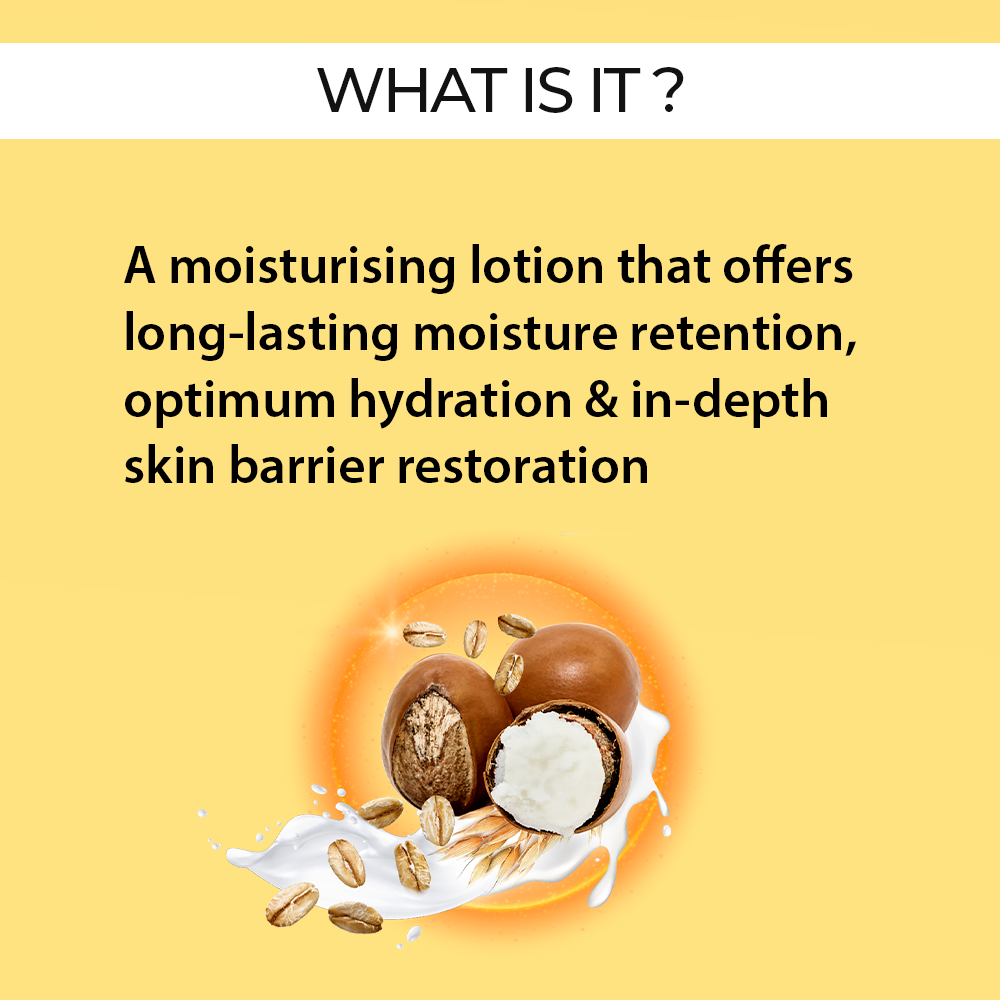 WHAT IS IT ?
A moisturising lotion that offers
long-lasting moisture retention,
optimum hydration & in-depth
skin barrier restoration